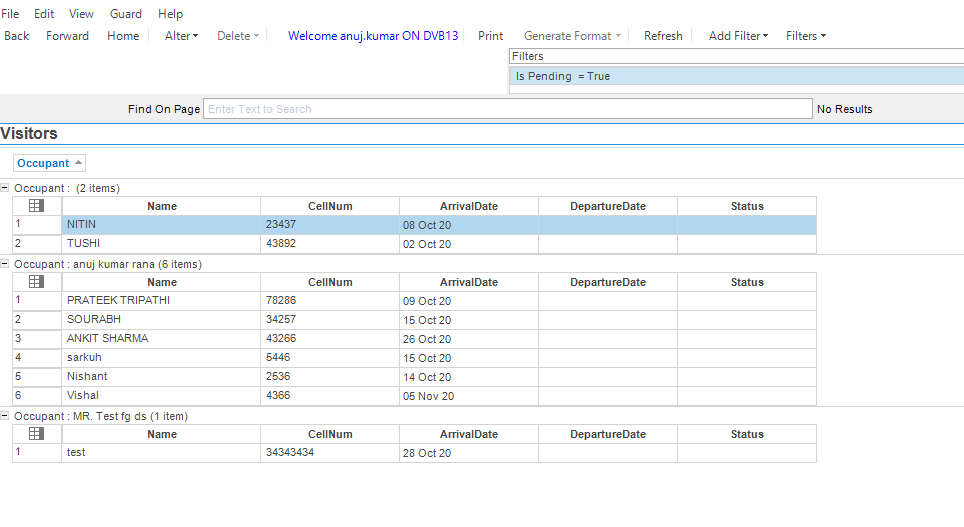 File Edit View Guard Help
Back Forward Home Alter Delete Welcome anuj.kumar ON DVB13 Print Generate Format Refresh Add Filter Filters
Filters
Is Pending = True
Find On Page Enter Text to Search No Results
Visitors
Occupant
Occupant : (2 items)
Name CellNum ArrivalDate DepartureDate Status
1 NITIN 23437 08 Oct 20
2 TUSHI 43892 02 Oct 20
Occupant : anuj kumar rana (6 items)
Name CellNum ArrivalDate DepartureDate Status
1 PRATEEK TRIPATHI 78286 09 Oct 20
2 SOURABH 34257 15 Oct 20
3 ANKIT SHARMA 43266 26 Oct 20
4 sarkuh 5446 15 Oct 20
5 Nishant 2536 14 Oct 20
6 Vishal 4366 05 Nov 20
Occupant : MR. Test fg ds (1 item)
Name CellNum ArrivalDate DepartureDate Status
1 test 34343434 28 Oct 20